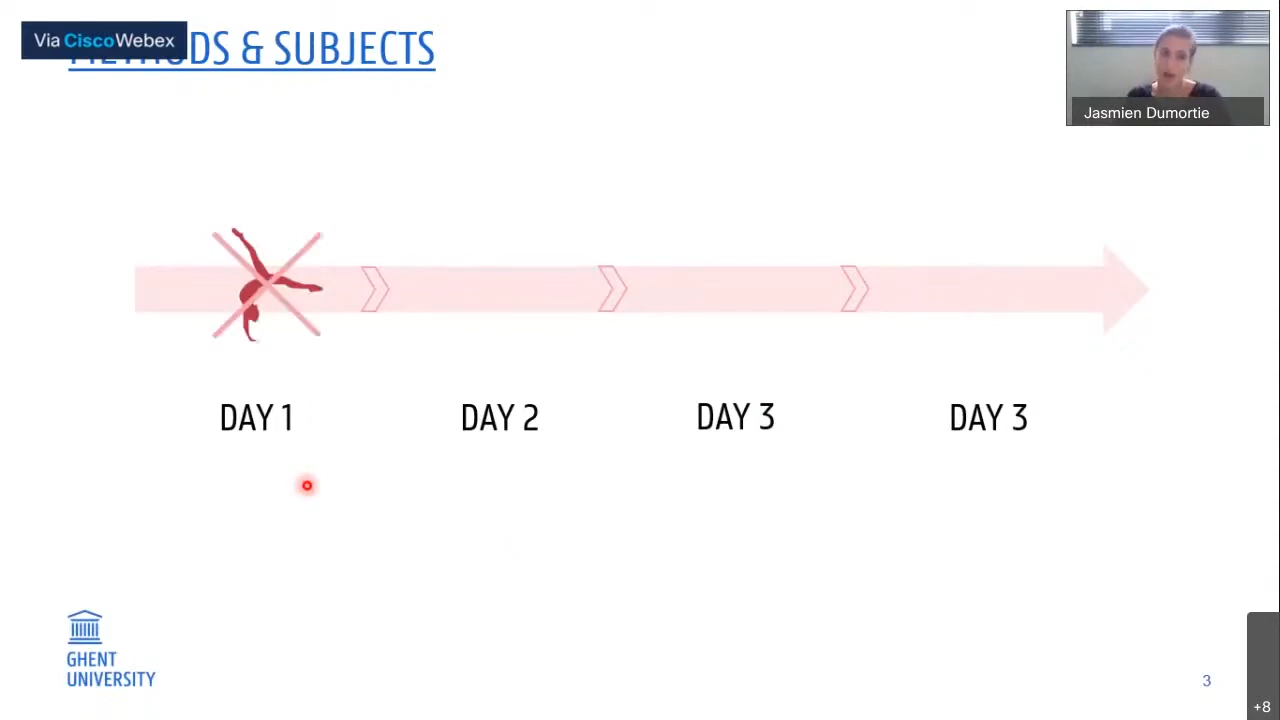 Via CiscoWebex
DS & SUBJECTS
Jasmien Dumortie
DAY 1
DAY 2
DAY 3
DAY 3
GHENT
UNIVERSITY
3
+8